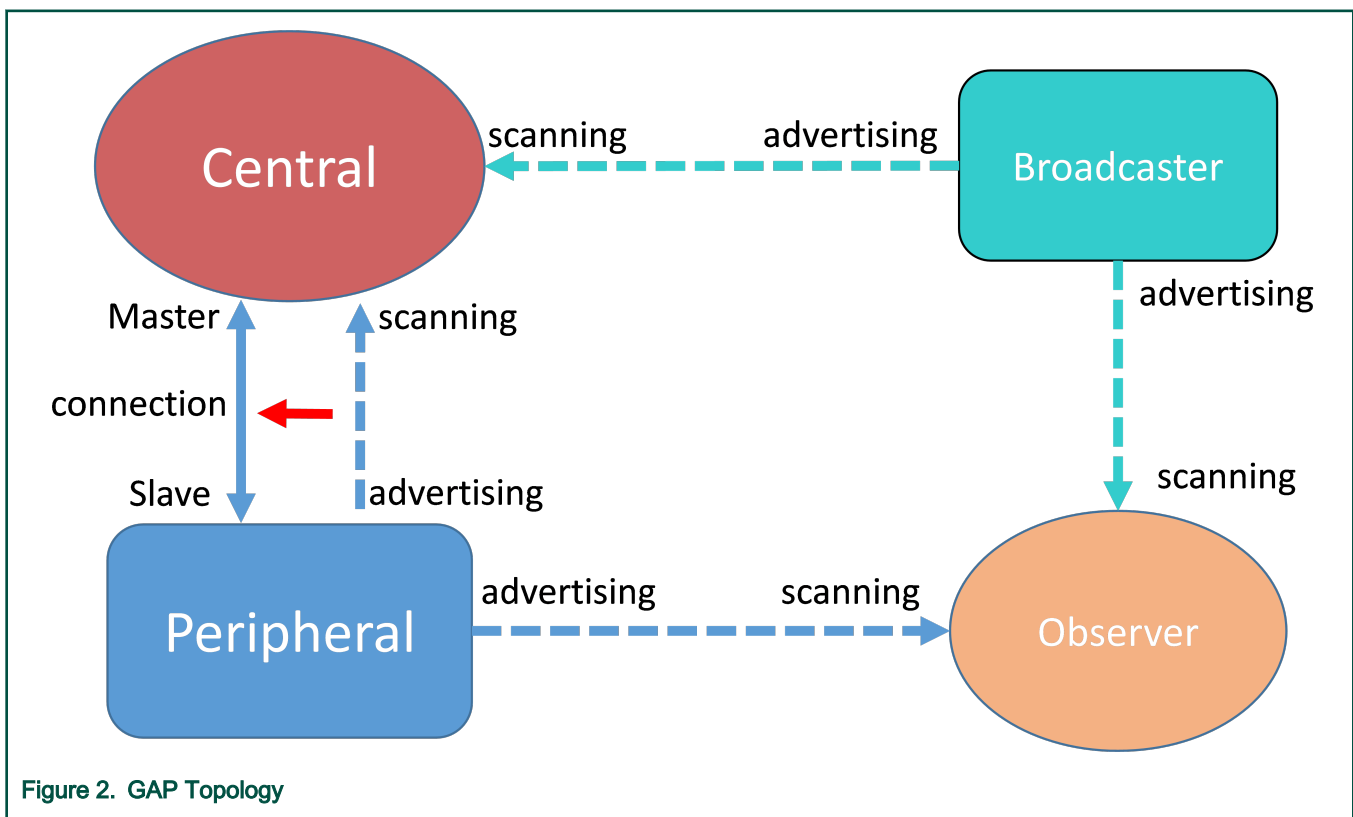 Central
scanning
advertising
Broadcaster
Master
scanning
advertising
connection
Slave
advertising
scanning
Peripheral
advertising
scanning
Observer
Figure 2. GAP Topology